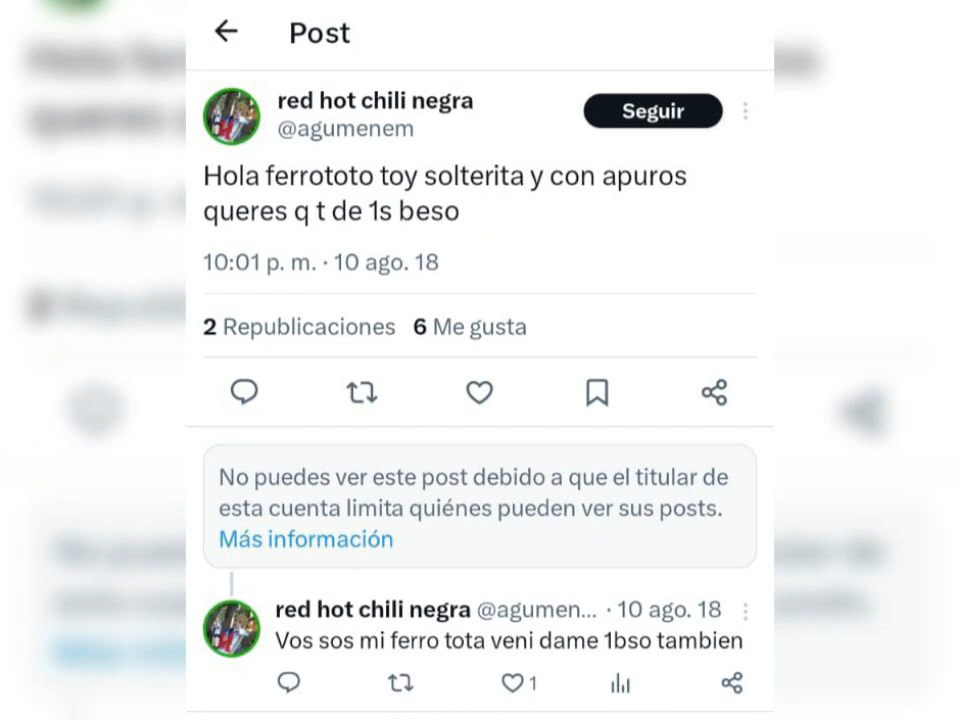 Post
red hot chili negra
@agumenem
Seguir
Hola ferrototo toy solterita y con apuros
queres q t de 1s beso
10:01 p. m. · 10 ago. 18
2 Republicaciones 6 Me gusta
No puedes ver este post debido a que el titular de
esta cuenta limita quiénes pueden ver sus posts.
Más información
red hot chili negra @agumen... · 10 ago. 18
Vos sos mi ferro tota veni dame 1bso tambien
1